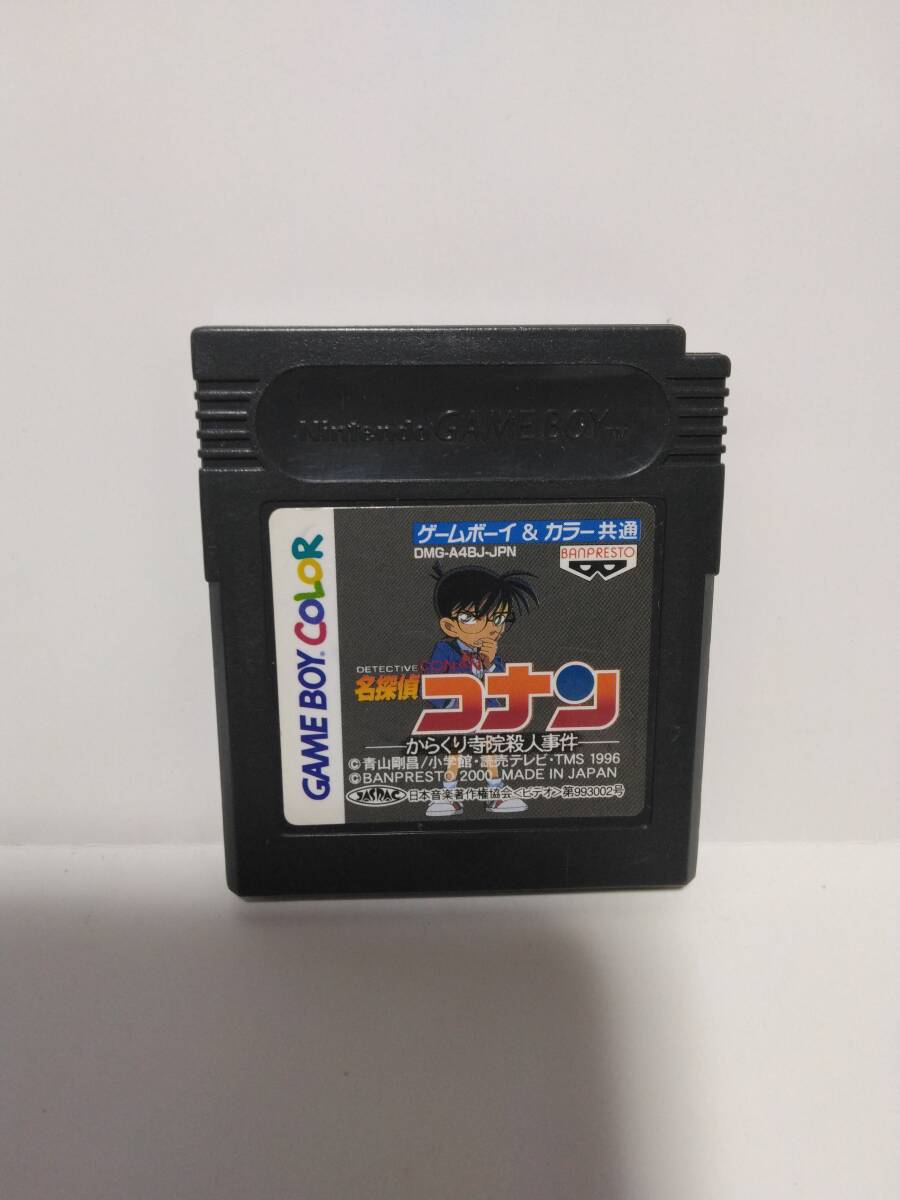 Nintendo GAME BOY TM
GAME BOY COLOR
ゲームボーイ & カラー共通
DMG-A4BJ-JPN
BANPRESTO
DETECTIVE CONAN
名探偵
コナン
からくり寺院殺人事件
©青山剛昌/小学館・読売テレビ・TMS 1996
©BANPRESTO 2000 MADE IN JAPAN
JASRAC 日本音楽著作権協会<ビデオ>第993002号